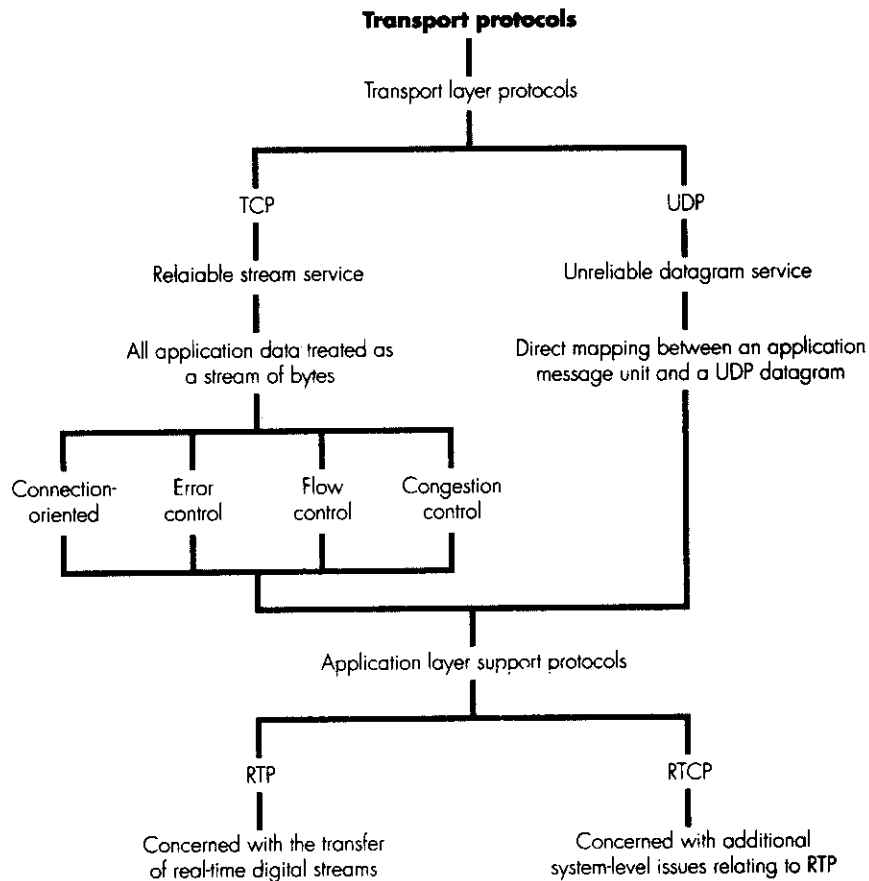 Transport protocols
Transport layer protocols
TCP
UDP
Relaiable stream service
Unreliable datagram service
All application data treated as
a stream of bytes
Direct mapping between an application
message unit and a UDP datagram
Connection-
oriented
Error
control
Flow
control
Congestion
control
Application layer support protocols
RTP
RTCP
Concerned with the transfer
of real-time digital streams
Concerned with additional
system-level issues relating to RTP